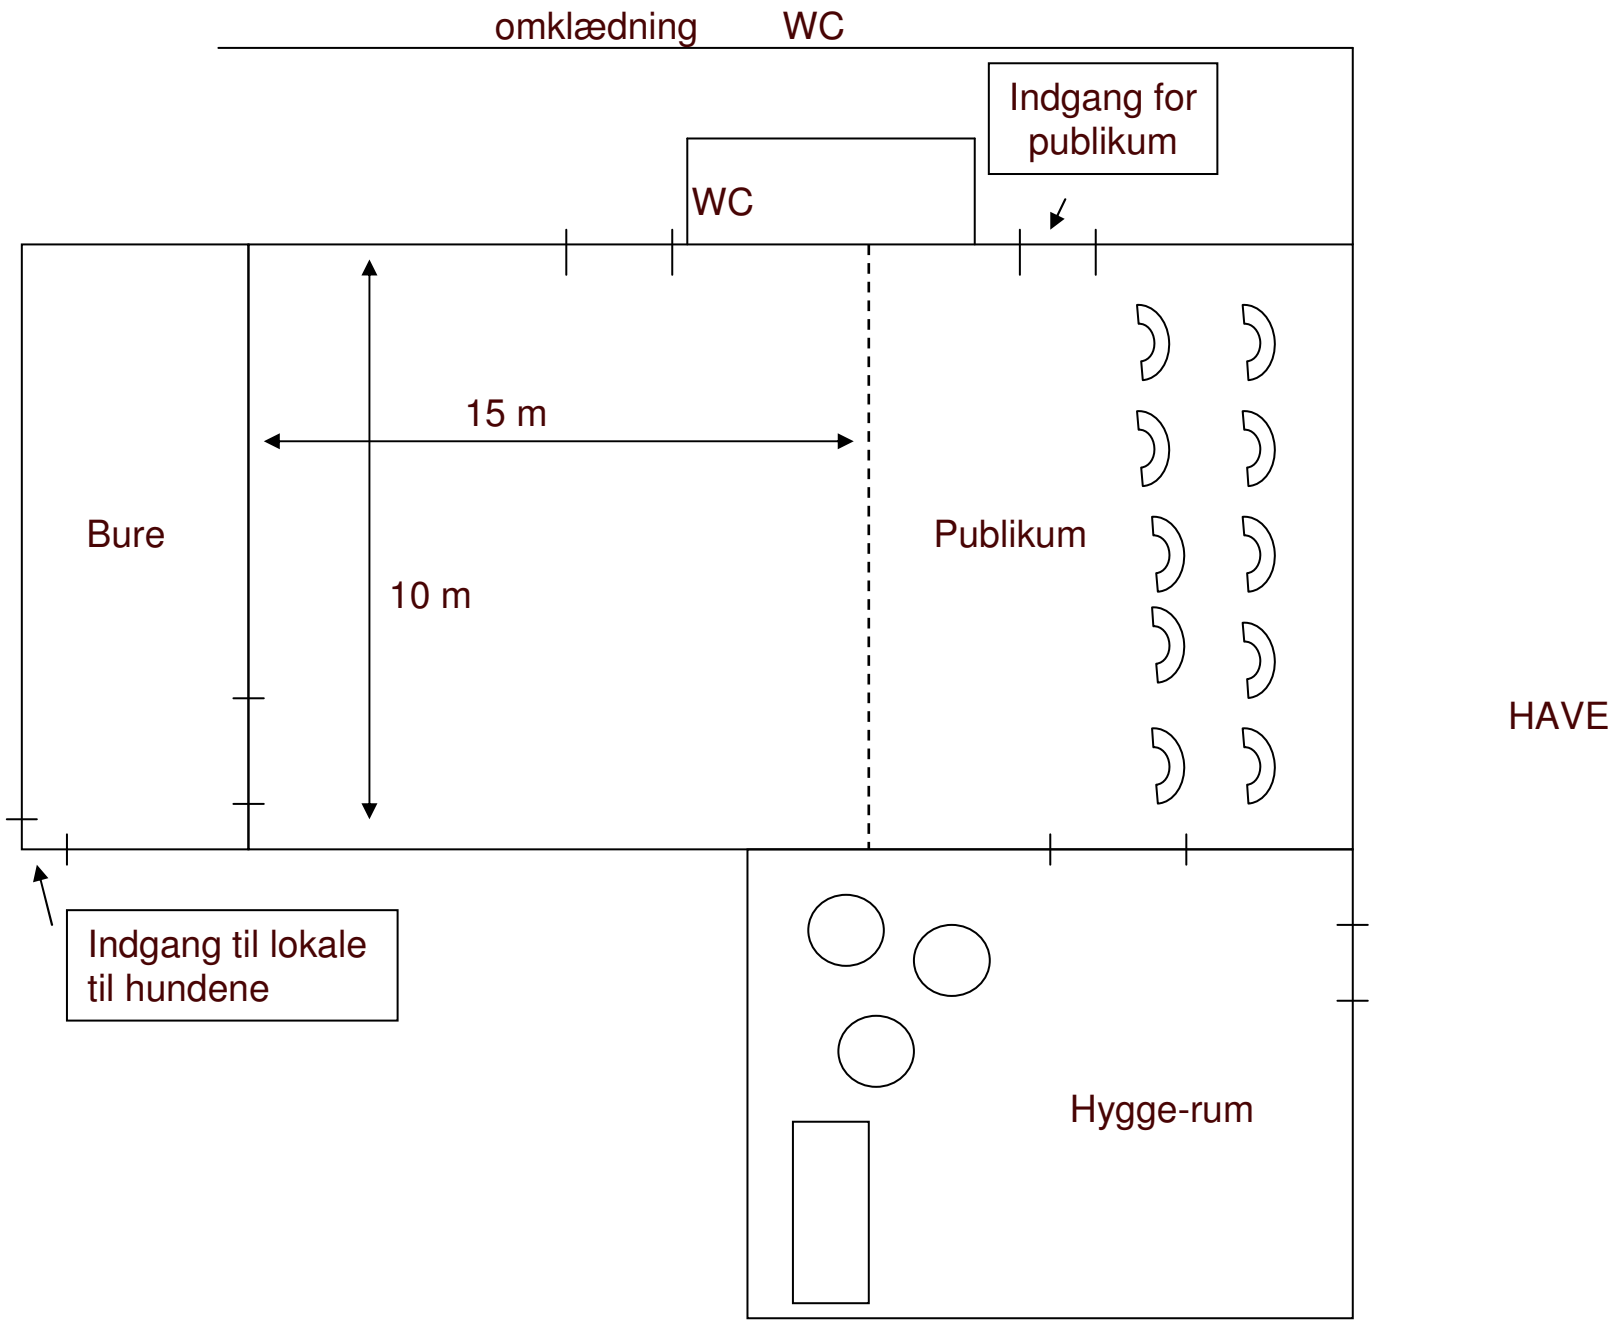 omklædning WC
Indgang for
publikum
WC
15 m
Bure
Publikum
10 m
HAVE
Indgang til lokale
til hundene
Hygge-rum